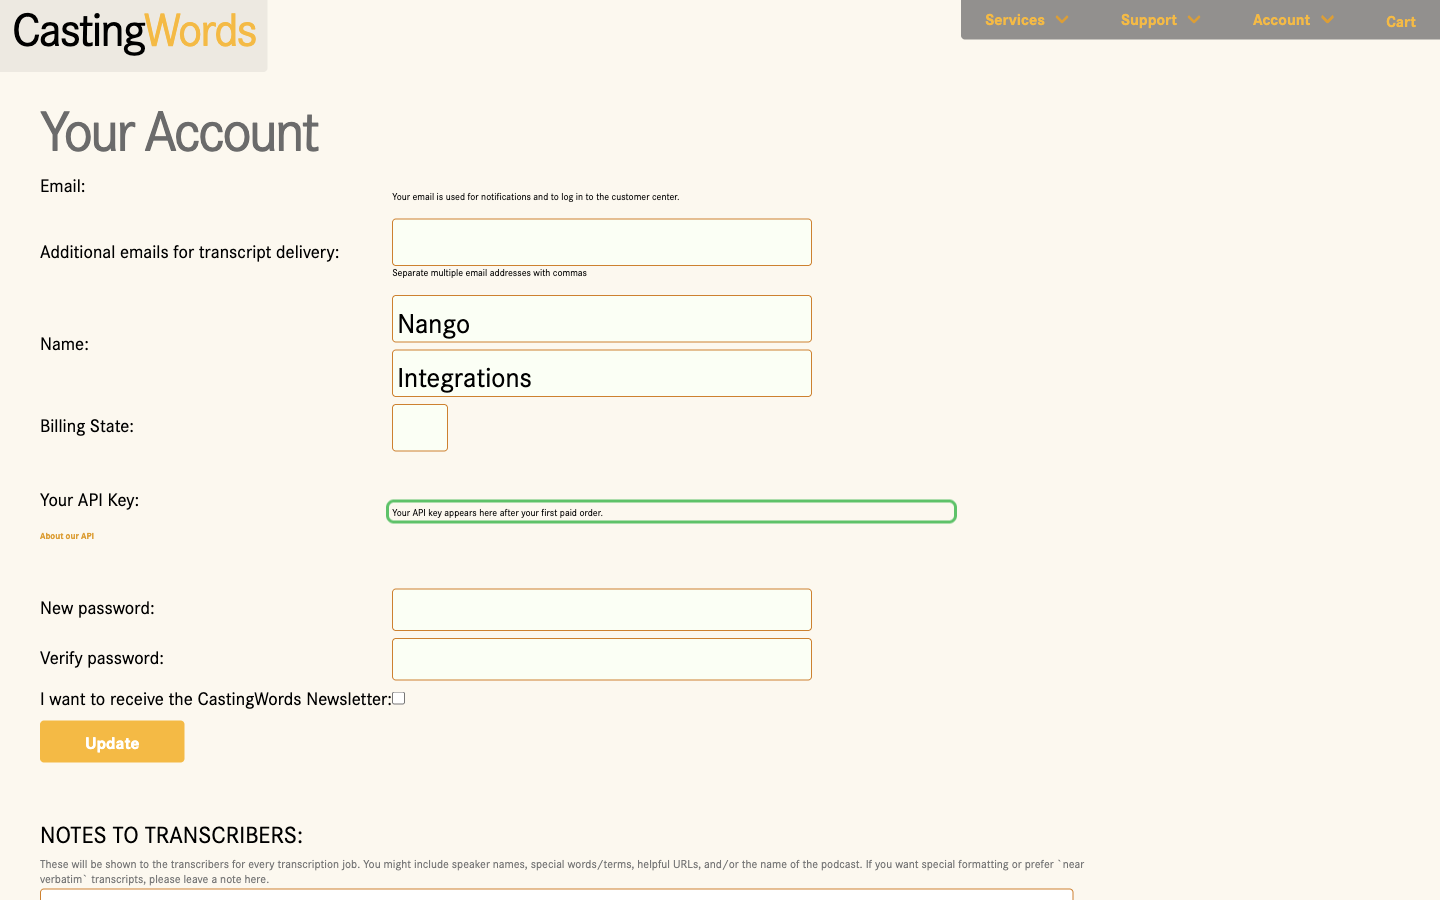 CastingWords
Services
Support
Account
Cart
Your Account
Email:
Your email is used for notifications and to log in to the customer center.
Additional emails for transcript delivery:
Separate multiple email addresses with commas
Name:
Nango
Integrations
Billing State:
Your API Key:
Your API key appears here after your first paid order.
About our API
New password:
Verify password:
I want to receive the CastingWords Newsletter:
Update
NOTES TO TRANSCRIBERS:
These will be shown to the transcribers for every transcription job. You might include speaker names, special words/terms, helpful URLs, and/or the name of the podcast. If you want special formatting or prefer `near
verbatim` transcripts, please leave a note here.